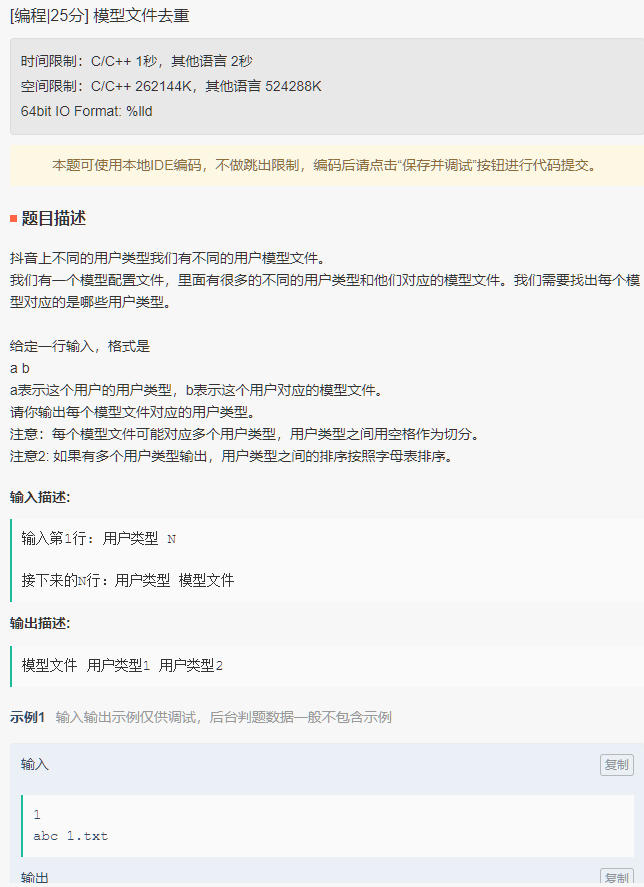 [编程|25分] 模型文件去重
时间限制：C/C++ 1秒，其他语言 2秒
空间限制：C/C++ 262144K，其他语言 524288K
64bit IO Format: %lld
本题可使用本地IDE编码，不做跳出限制，编码后请点击“保存并调试”按钮进行代码提交。
题目描述
抖音上不同的用户类型我们有不同的用户模型文件。
我们有一个模型配置文件，里面有很多的不同的用户类型和他们对应的模型文件。我们需要找出每个模
型对应的是哪些用户类型。
给定一行输入，格式是
a b
a表示这个用户的用户类型，b表示这个用户对应的模型文件。
请你输出每个模型文件对应的用户类型。
注意：每个模型文件可能对应多个用户类型，用户类型之间用空格作为切分。
注意2: 如果有多个用户类型输出，用户类型之间的排序按照字母表排序。
输入描述:
输入第1行: 用户类型 N
接下来的N行：用户类型 模型文件
输出描述:
模型文件 用户类型1 用户类型2
示例1 输入输出示例仅供调试，后台判题数据一般不包含示例
输入 复制
1
abc 1.txt
输出 复制